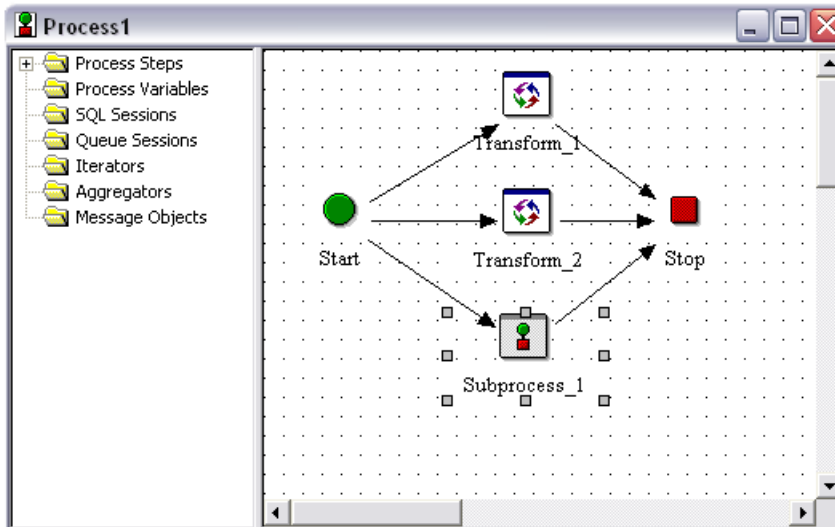 Process1
Process Steps
Process Variables
SQL Sessions
Queue Sessions
Iterators
Aggregators
Message Objects
Transform_1
Start
Transform_2
Stop
Subprocess_1